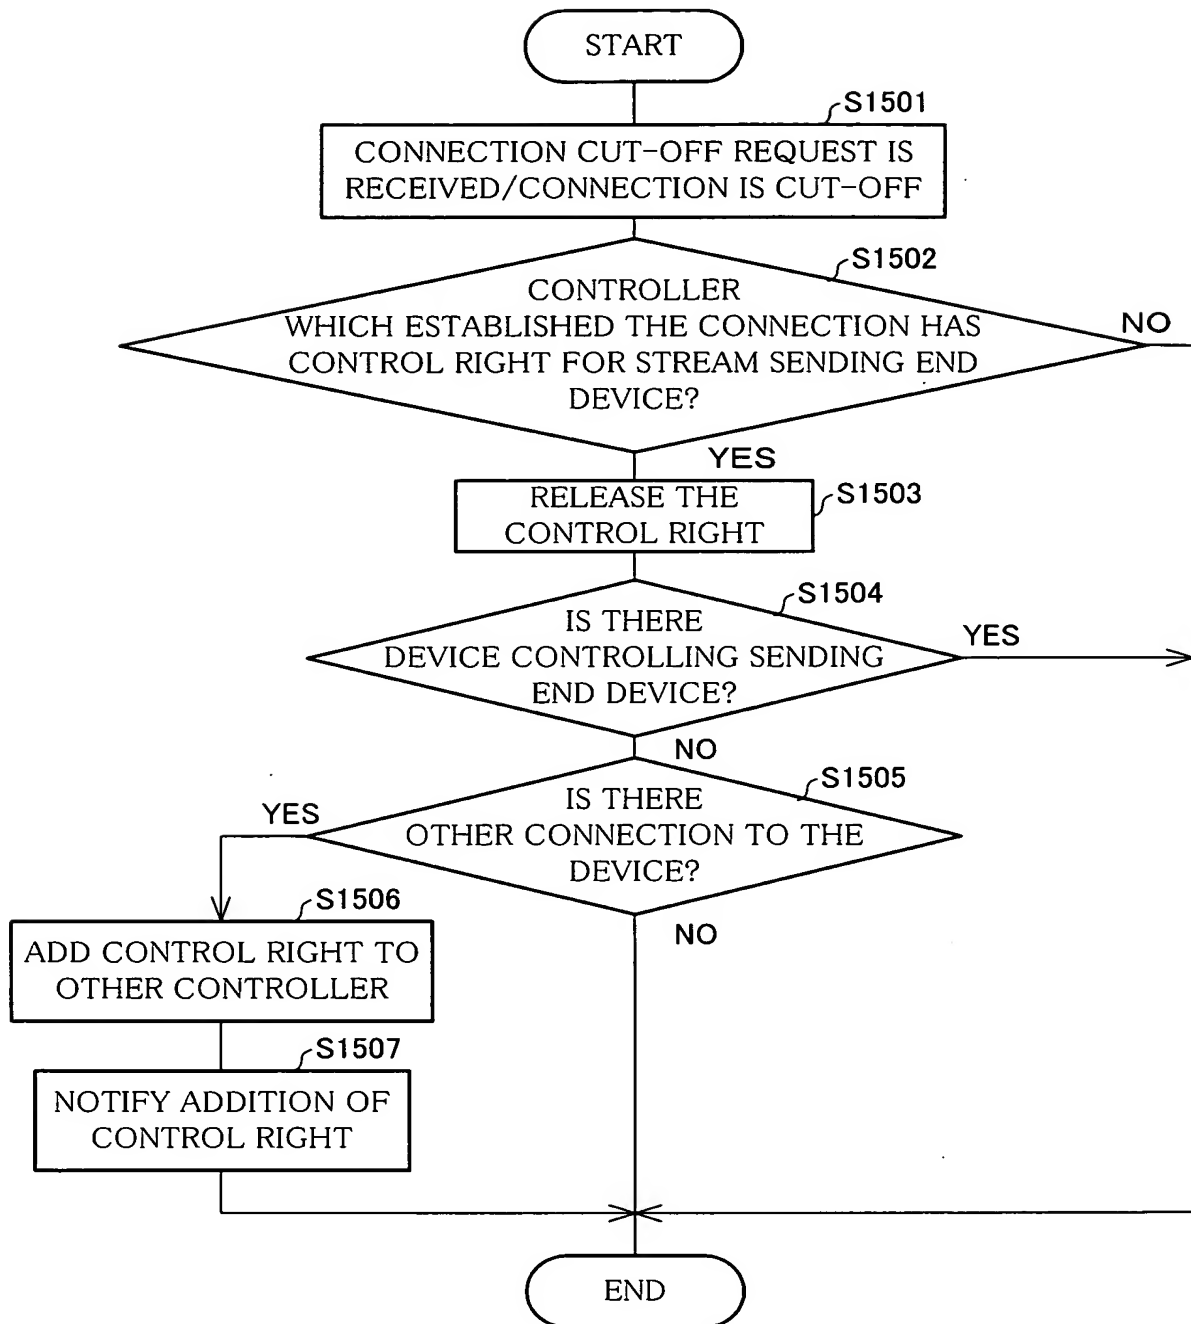 START
S1501
CONNECTION CUT-OFF REQUEST IS
RECEIVED/CONNECTION IS CUT-OFF
S1502
CONTROLLER
WHICH ESTABLISHED THE CONNECTION HAS
CONTROL RIGHT FOR STREAM SENDING END
DEVICE?
NO
YES
RELEASE THE
CONTROL RIGHT
S1503
S1504
IS THERE
DEVICE CONTROLLING SENDING
END DEVICE?
YES
NO
S1505
IS THERE
OTHER CONNECTION TO THE
DEVICE?
YES
NO
S1506
ADD CONTROL RIGHT TO
OTHER CONTROLLER
S1507
NOTIFY ADDITION OF
CONTROL RIGHT
END